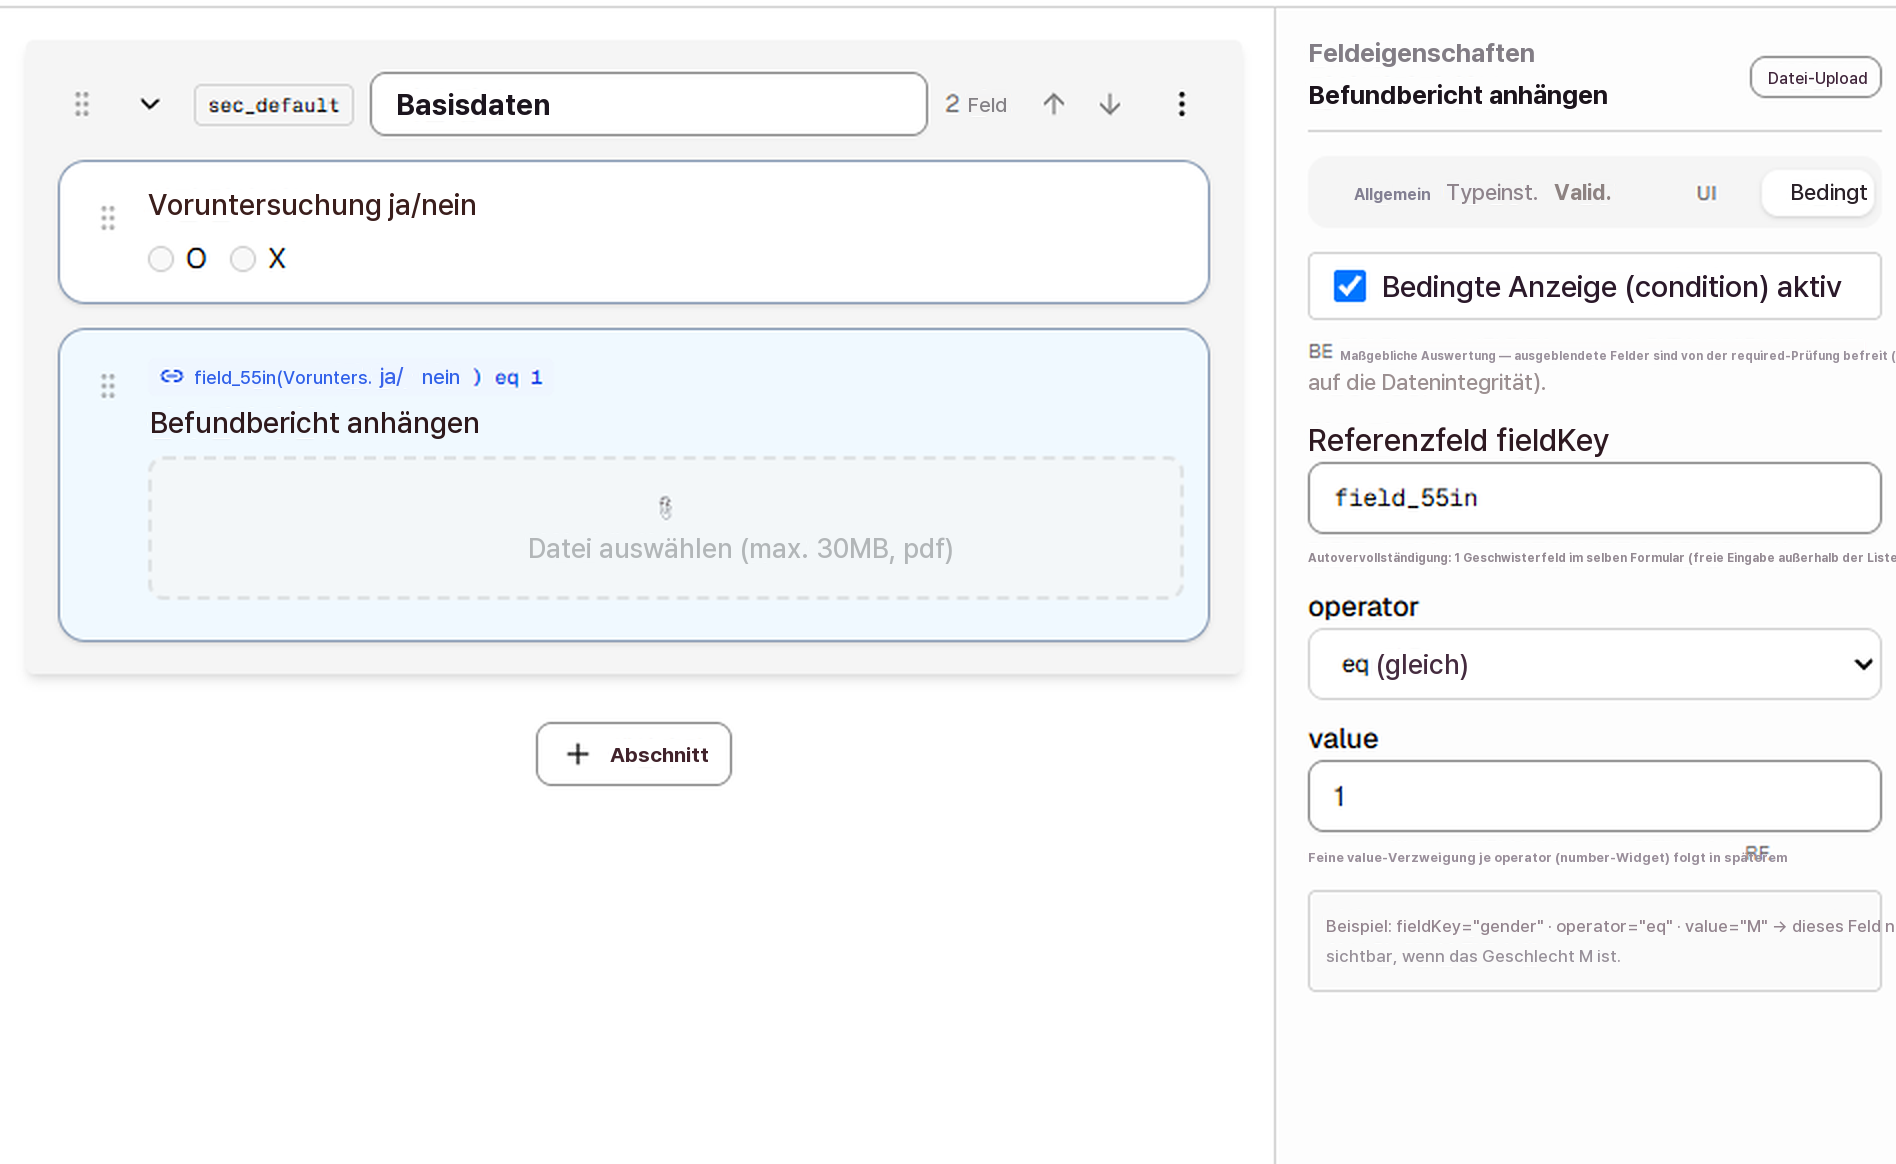 sec_default Basisdaten 2 Feld
Voruntersuchung ja/nein
O X
field_55in(Vorunters. ja/ nein ) eq 1
Befundbericht anhängen
Datei auswählen (max. 30MB, pdf)
+ Abschnitt
Feldeigenschaften
Befundbericht anhängen
Datei-Upload
Allgemein Typeinst. Valid. UI Bedingt
Bedingte Anzeige (condition) aktiv
BE Maßgebliche Auswertung — ausgeblendete Felder sind von der required-Prüfung befreit (
auf die Datenintegrität).
Referenzfeld fieldKey
field_55in
Autovervollständigung: 1 Geschwisterfeld im selben Formular (freie Eingabe außerhalb der Liste
operator
eq (gleich)
value
1
Feine value-Verzweigung je operator (number-Widget) folgt in späterem
Beispiel: fieldKey="gender" · operator="eq" · value="M" → dieses Feld n
sichtbar, wenn das Geschlecht M ist.